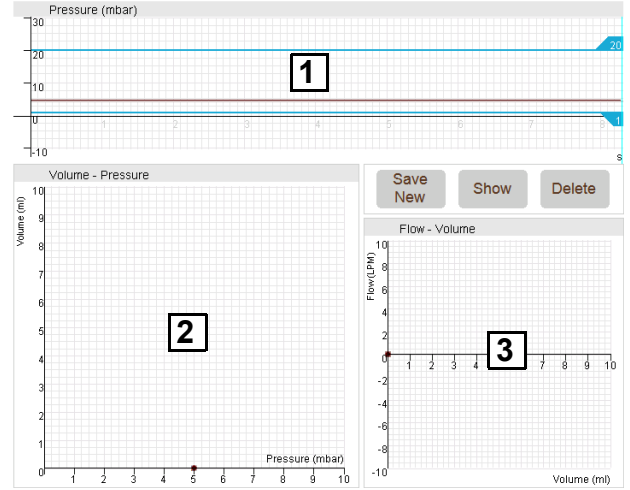 Pressure (mbar)
30
20
20
1
10
0 1 2 3 4 5 6 7 8
1
-10
s
Volume - Pressure
Volume (ml)
10
9
8
7
6
5
4
3
2
1
0
2
Pressure (mbar)
1 2 3 4 5 6 7 8 9 10
Save New
Show
Delete
Flow - Volume
Flow(LPM)
10
8
6
4
2
0
-2
-4
-6
-8
-10
1 2 3 4
3
7 8 9 10
Volume (ml)